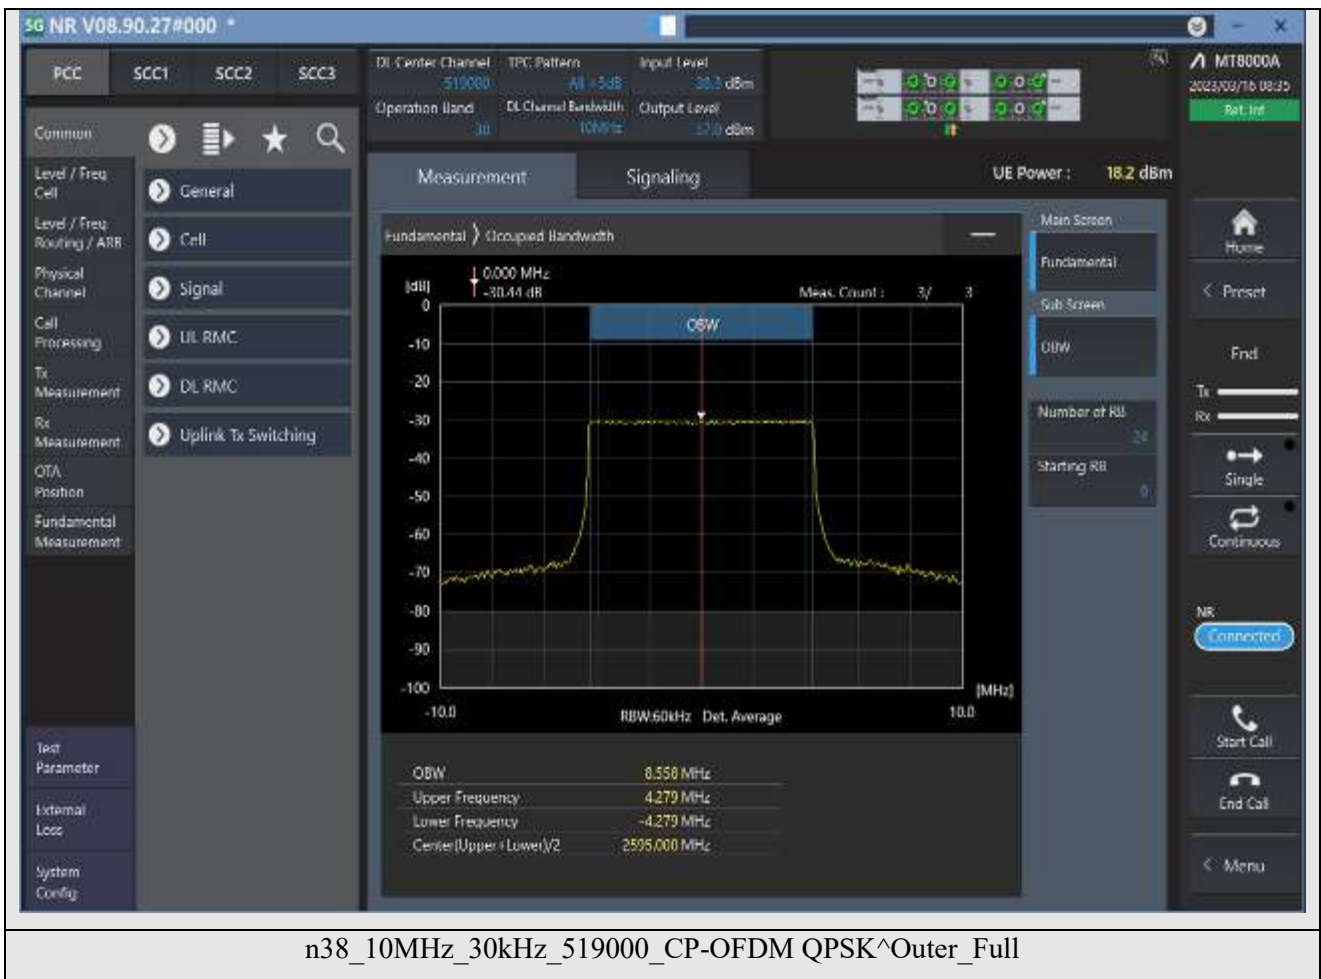 5G NR V08.90.27#000 *
PCC SCC1 SCC2 SCC3
DL Center Channel TPC Pattern Input Level
dBm
Operation Band DL Channel Bandwidth Output Level
10MHz dBm
MT8000A
2023/03/16 08:35
Ret. Int
Common
Level / Freq
Cell
Level / Freq
Routing / ARB
Physical
Channel
Call
Processing
Tx
Measurement
Rx
Measurement
OTA
Position
Fundamental
Measurement
Test
Parameter
External
Loss
System
Config
General
Cell
Signal
UL RMC
DL RMC
Uplink Tx Switching
Measurement Signaling UE Power : 18.2 dBm
Fundamental 〉 Occupied Bandwidth
[dB] 0.000 MHz
-30.44 dB Meas. Count : 3/ 3
OBW
0
-10
-20
-30
-40
-50
-60
-70
-80
-90
-100
[MHz]
-10.0 RBW:60kHz Det. Average 10.0
OBW 8.558 MHz
Upper Frequency 4.279 MHz
Lower Frequency -4.279 MHz
Center(Upper+Lower)/2 2595.000 MHz
Main Screen
Fundamental
Sub Screen
OBW
Number of RB
24
Starting RB
0
Home
< Preset
End
Tx
Rx
Single
Continuous
NR
Connected
Start Call
End Call
< Menu
n38_10MHz_30kHz_519000_CP-OFDM QPSK^Outer_Full